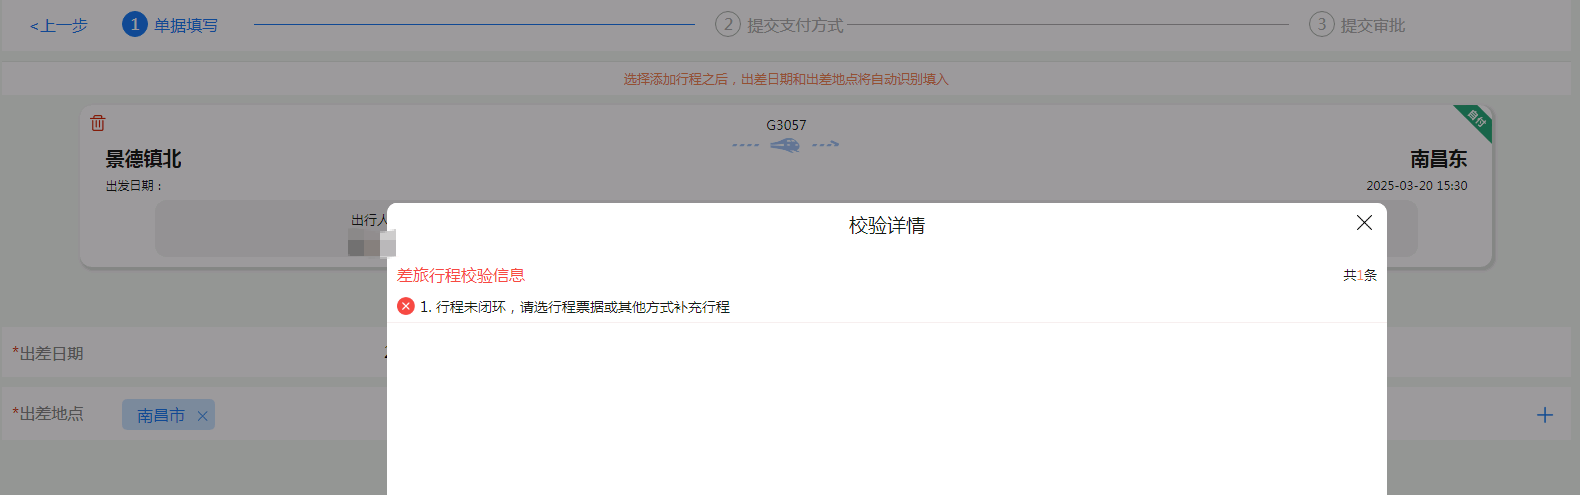 <上一步
1 单据填写
2 提交支付方式
3 提交审批
选择添加行程之后，出差日期和出差地点将自动识别填入
自付
G3057
景德镇北
南昌东
出发日期：
2025-03-20 15:30
出行人
校验详情
差旅行程校验信息
共1条
1. 行程未闭环，请选行程票据或其他方式补充行程
*出差日期
*出差地点
南昌市